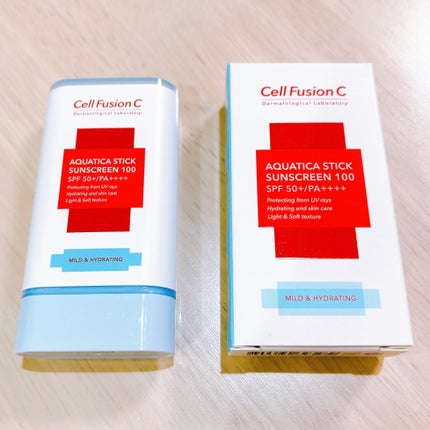 Cell Fusion C
Dermatological Laboratory
AQUATICA STICK
SUNSCREEN 100
SPF 50+/PA++++
Protecting from UV rays
Hydrating and skin care
Light & Soft texture
MILD & HYDRATING
Cell Fusion C
Dermatological Laboratory
AQUATICA STICK
SUNSCREEN 100
SPF 50+/PA++++
Protecting from UV rays
Hydrating and skin care
Light & Soft texture
MILD & HYDRATING